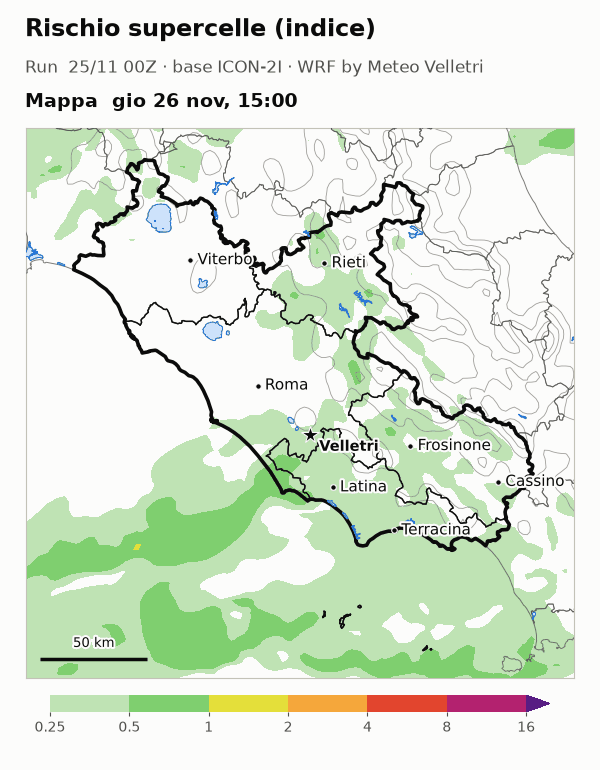 Rischio supercelle (indice)
Run  25/11 00Z · base ICON-2I · WRF by Meteo Velletri
Mappa  gio 26 nov, 15:00
Viterbo
Rieti
Roma
Velletri
Frosinone
Latina
Cassino
Terracina
50 km
0.25 0.5 1 2 4 8 16